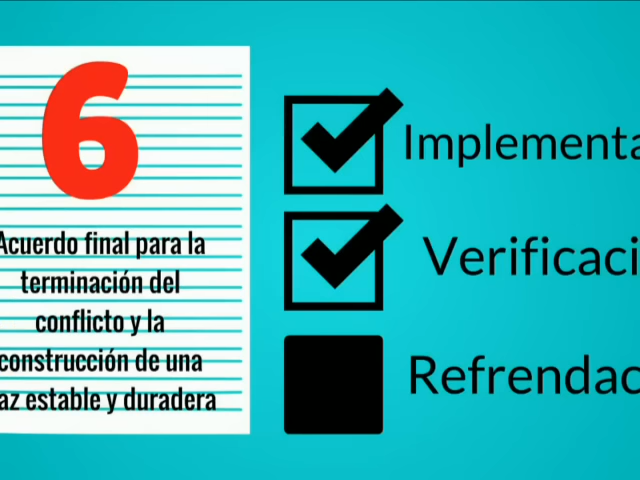 6
Acuerdo final para la
terminación del
conflicto y la
construcción de una
az estable y duradera
Implementa
Verificaci
Refrendac